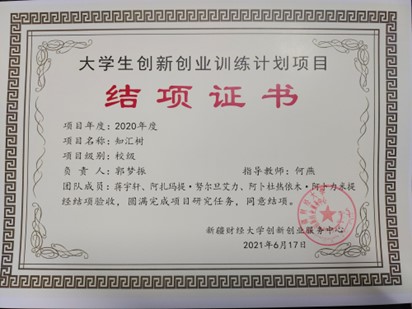 大学生创新创业训练计划项目
结项证书
项目年度：2020年度
项目名称：知汇树
项目级别：校级
负责人：郭梦振 指导教师：何燕
团队成员：蒋宇轩、阿扎玛提·努尔旦艾力、阿卜杜热依木·阿卜力米提
经结项验收，圆满完成项目研究任务，同意结项。
新疆财经大学创新创业服务中心
2021年6月17日